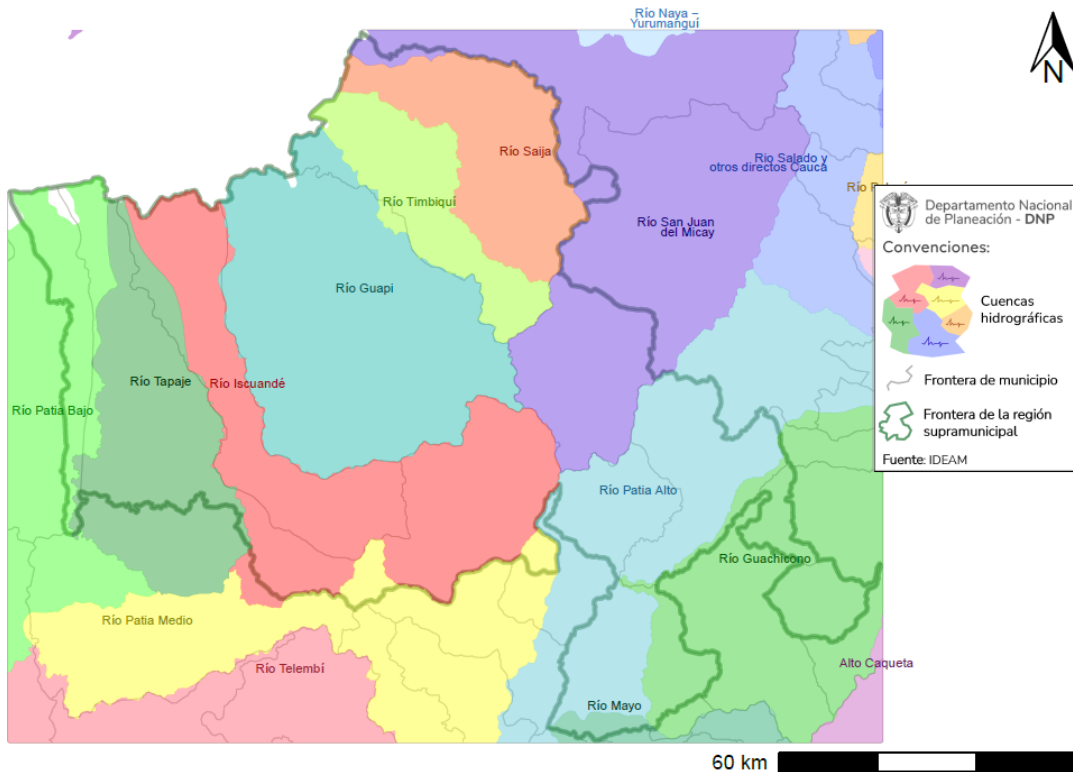 Río Naya –
Yurumanguí
N
Río Saija
Río Salado y
otros directos Cauca
Río
Río Timbiquí
Río San Juan
del Micay
Departamento Nacional
de Planeación - DNP
Convenciones:
Cuencas
hidrográficas
Río Guapi
Río Tapaje
Río Iscuandé
Río Patia Bajo
Frontera de municipio
Frontera de la región
supramunicipal
Fuente: IDEAM
Río Patia Alto
Río Guachicono
Río Patia Medio
Río Telembí
Alto Caqueta
Río Mayo
60 km